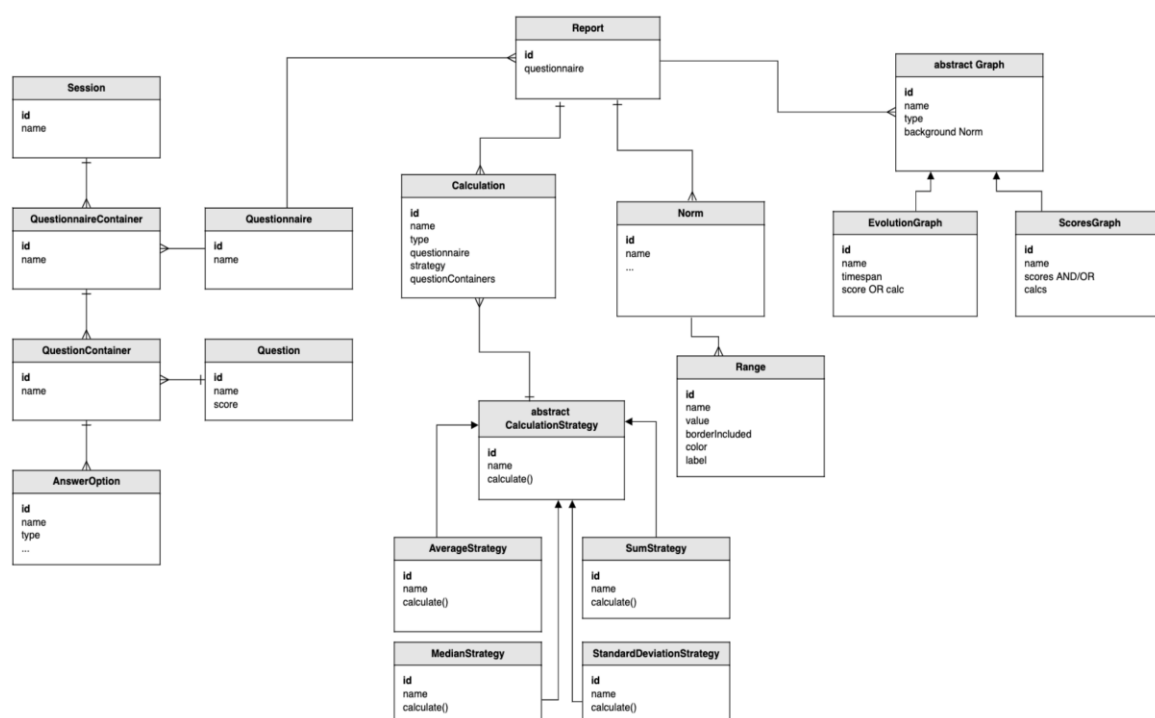 Report
id
questionnaire
abstract Graph
id
name
type
background Norm
Session
id
name
Calculation
id
name
type
questionnaire
strategy
questionContainers
Norm
id
name
...
QuestionnaireContainer
id
name
Questionnaire
id
name
EvolutionGraph
id
name
timespan
score OR calc
ScoresGraph
id
name
scores AND/OR
calcs
QuestionContainer
id
name
Question
id
name
score
Range
id
name
value
borderIncluded
color
label
abstract
CalculationStrategy
id
name
calculate()
AnswerOption
id
name
type
...
AverageStrategy
id
name
calculate()
SumStrategy
id
name
calculate()
MedianStrategy
id
name
calculate()
StandardDeviationStrategy
id
name
calculate()